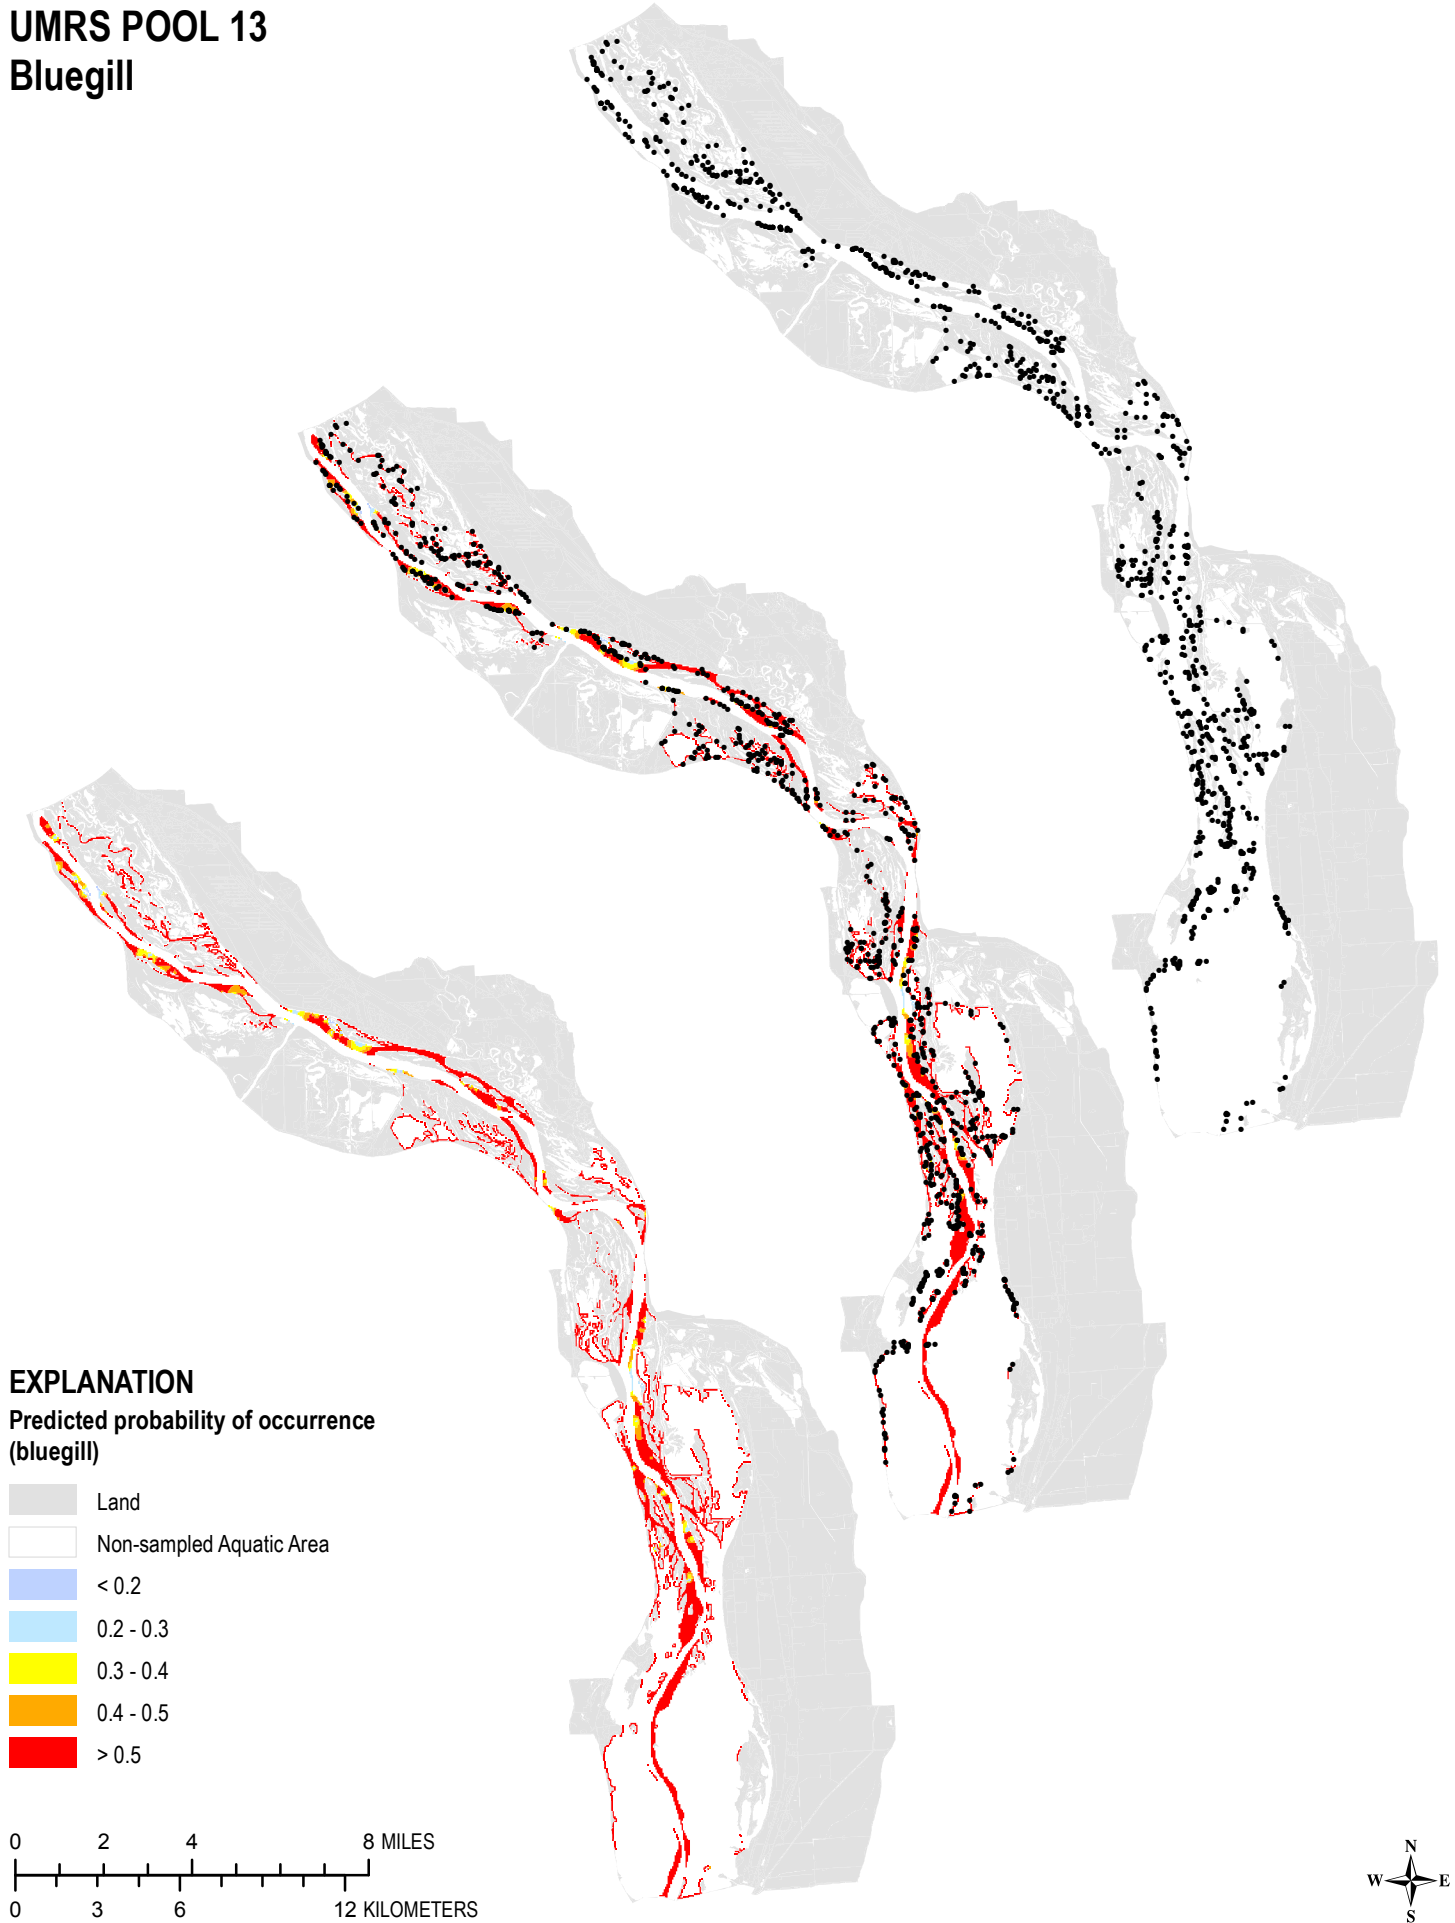 UMRS POOL 13
Bluegill
EXPLANATION
Predicted probability of occurrence
(bluegill)
Land
Non-sampled Aquatic Area
< 0.2
0.2 - 0.3
0.3 - 0.4
0.4 - 0.5
> 0.5
0 2 4 8 MILES
0 3 6 12 KILOMETERS
N
W E
S